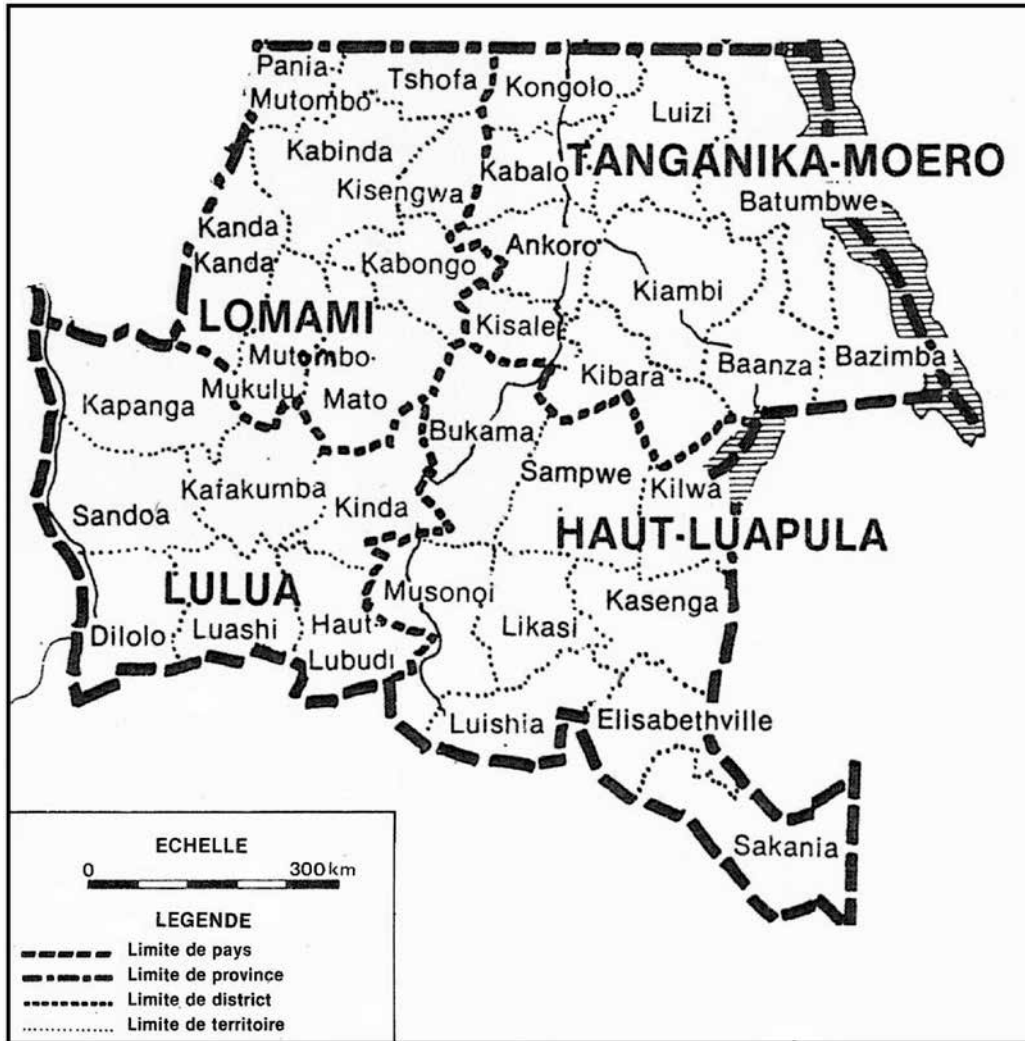 Pania-
Mutombo
Tshofa
Kongolo
Luizi
Kabinda
Kabalo
TANGANIKA-MOERO
Kisengwa
Batumbwe
Kanda
Kanda
Kabongo
Ankoro
Kiambi
LOMAMI
Kisale
Mutombo-
Mukulu
Mato
Kibara
Baanza
Bazimba
Kapanga
Bukama
Sampwe
Kilwa
Kafakumba
Kinda
Sandoa
HAUT-LUAPULA
LULUA
Musonoi
Kasenga
Dilolo
Luashi
Haut-
Lubudi
Likasi
Luishia
Elisabethville
Sakania
ECHELLE
0 300 km
LEGENDE
Limite de pays
Limite de province
Limite de district
Limite de territoire